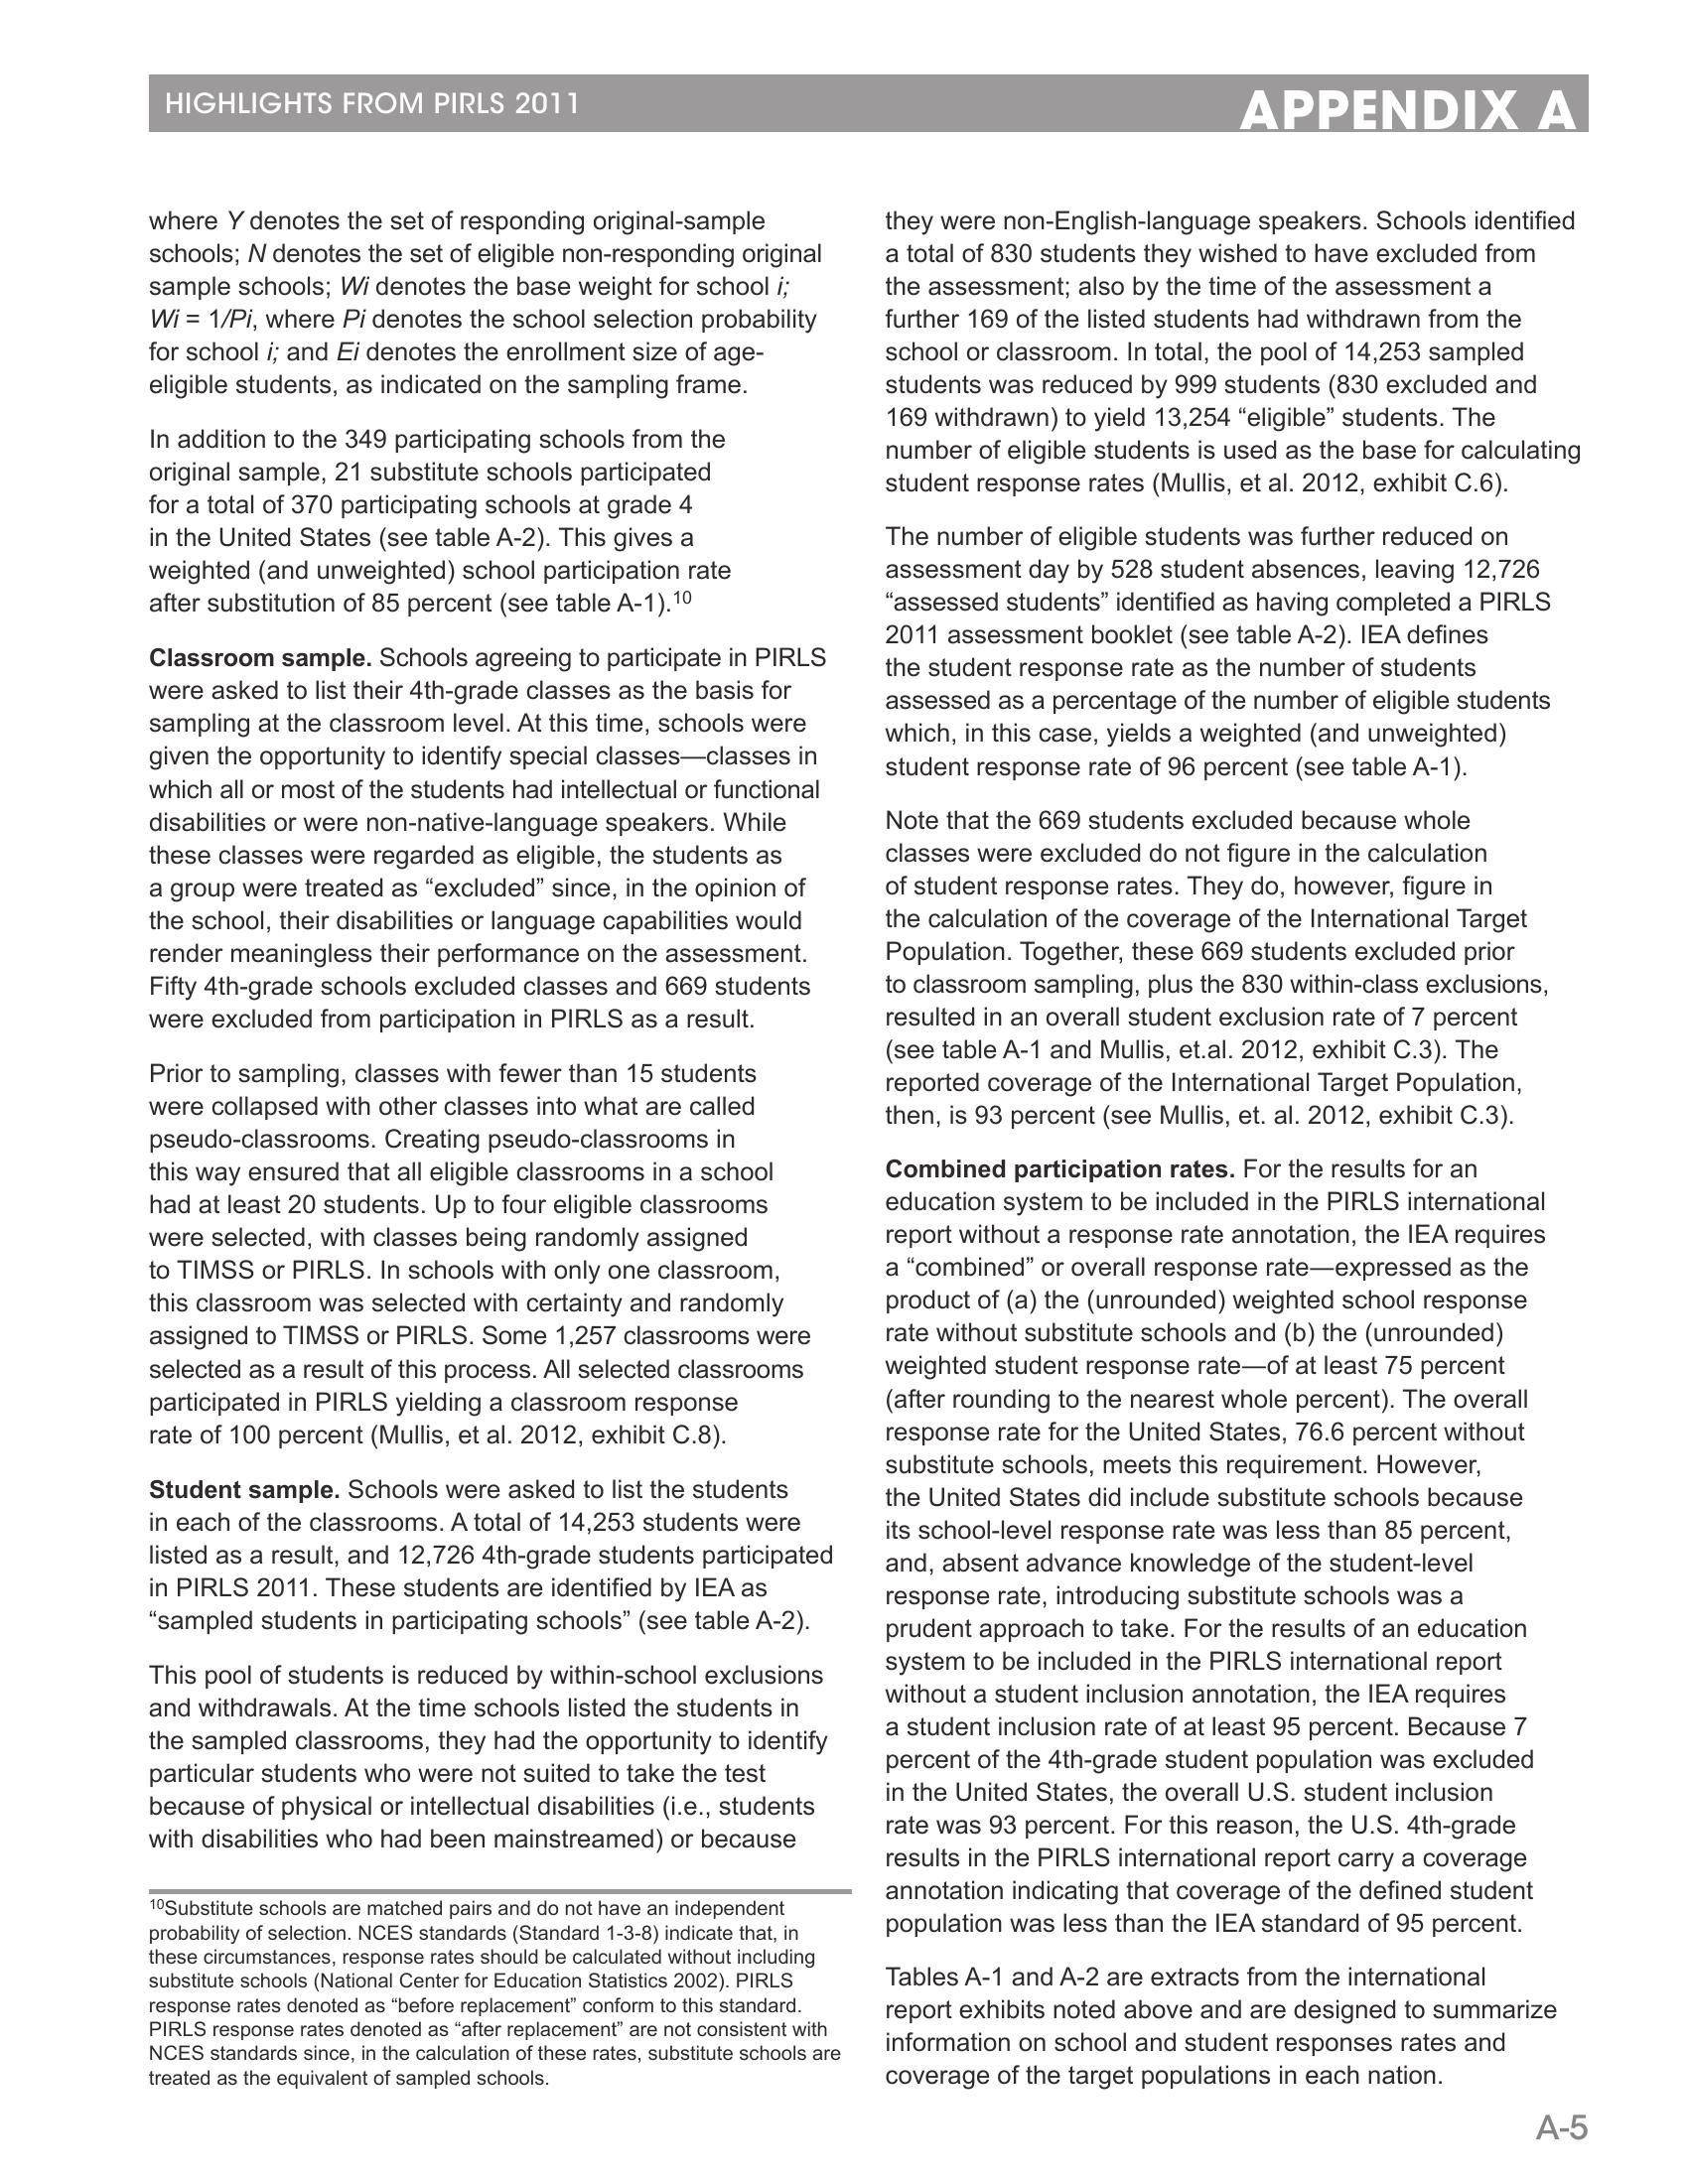 HIGHLIGHTS FROM PIRLS 2011
APPENDIX A
where Y denotes the set of responding original-sample
schools; N denotes the set of eligible non-responding original
sample schools; Wi denotes the base weight for school i;
Wi = 1/Pi, where Pi denotes the school selection probability
for school i; and Ei denotes the enrollment size of age-
eligible students, as indicated on the sampling frame.
In addition to the 349 participating schools from the
original sample, 21 substitute schools participated
for a total of 370 participating schools at grade 4
in the United States (see table A-2). This gives a
weighted (and unweighted) school participation rate
after substitution of 85 percent (see table A-1).10
Classroom sample. Schools agreeing to participate in PIRLS
were asked to list their 4th-grade classes as the basis for
sampling at the classroom level. At this time, schools were
given the opportunity to identify special classes—classes in
which all or most of the students had intellectual or functional
disabilities or were non-native-language speakers. While
these classes were regarded as eligible, the students as
a group were treated as “excluded” since, in the opinion of
the school, their disabilities or language capabilities would
render meaningless their performance on the assessment.
Fifty 4th-grade schools excluded classes and 669 students
were excluded from participation in PIRLS as a result.
Prior to sampling, classes with fewer than 15 students
were collapsed with other classes into what are called
pseudo-classrooms. Creating pseudo-classrooms in
this way ensured that all eligible classrooms in a school
had at least 20 students. Up to four eligible classrooms
were selected, with classes being randomly assigned
to TIMSS or PIRLS. In schools with only one classroom,
this classroom was selected with certainty and randomly
assigned to TIMSS or PIRLS. Some 1,257 classrooms were
selected as a result of this process. All selected classrooms
participated in PIRLS yielding a classroom response
rate of 100 percent (Mullis, et al. 2012, exhibit C.8).
Student sample. Schools were asked to list the students
in each of the classrooms. A total of 14,253 students were
listed as a result, and 12,726 4th-grade students participated
in PIRLS 2011. These students are identified by IEA as
“sampled students in participating schools” (see table A-2).
This pool of students is reduced by within-school exclusions
and withdrawals. At the time schools listed the students in
the sampled classrooms, they had the opportunity to identify
particular students who were not suited to take the test
because of physical or intellectual disabilities (i.e., students
with disabilities who had been mainstreamed) or because
10Substitute schools are matched pairs and do not have an independent
probability of selection. NCES standards (Standard 1-3-8) indicate that, in
these circumstances, response rates should be calculated without including
substitute schools (National Center for Education Statistics 2002). PIRLS
response rates denoted as “before replacement” conform to this standard.
PIRLS response rates denoted as “after replacement” are not consistent with
NCES standards since, in the calculation of these rates, substitute schools are
treated as the equivalent of sampled schools.
they were non-English-language speakers. Schools identified
a total of 830 students they wished to have excluded from
the assessment; also by the time of the assessment a
further 169 of the listed students had withdrawn from the
school or classroom. In total, the pool of 14,253 sampled
students was reduced by 999 students (830 excluded and
169 withdrawn) to yield 13,254 “eligible” students. The
number of eligible students is used as the base for calculating
student response rates (Mullis, et al. 2012, exhibit C.6).
The number of eligible students was further reduced on
assessment day by 528 student absences, leaving 12,726
“assessed students” identified as having completed a PIRLS
2011 assessment booklet (see table A-2). IEA defines
the student response rate as the number of students
assessed as a percentage of the number of eligible students
which, in this case, yields a weighted (and unweighted)
student response rate of 96 percent (see table A-1).
Note that the 669 students excluded because whole
classes were excluded do not figure in the calculation
of student response rates. They do, however, figure in
the calculation of the coverage of the International Target
Population. Together, these 669 students excluded prior
to classroom sampling, plus the 830 within-class exclusions,
resulted in an overall student exclusion rate of 7 percent
(see table A-1 and Mullis, et.al. 2012, exhibit C.3). The
reported coverage of the International Target Population,
then, is 93 percent (see Mullis, et. al. 2012, exhibit C.3).
Combined participation rates. For the results for an
education system to be included in the PIRLS international
report without a response rate annotation, the IEA requires
a “combined” or overall response rate—expressed as the
product of (a) the (unrounded) weighted school response
rate without substitute schools and (b) the (unrounded)
weighted student response rate—of at least 75 percent
(after rounding to the nearest whole percent). The overall
response rate for the United States, 76.6 percent without
substitute schools, meets this requirement. However,
the United States did include substitute schools because
its school-level response rate was less than 85 percent,
and, absent advance knowledge of the student-level
response rate, introducing substitute schools was a
prudent approach to take. For the results of an education
system to be included in the PIRLS international report
without a student inclusion annotation, the IEA requires
a student inclusion rate of at least 95 percent. Because 7
percent of the 4th-grade student population was excluded
in the United States, the overall U.S. student inclusion
rate was 93 percent. For this reason, the U.S. 4th-grade
results in the PIRLS international report carry a coverage
annotation indicating that coverage of the defined student
population was less than the IEA standard of 95 percent.
Tables A-1 and A-2 are extracts from the international
report exhibits noted above and are designed to summarize
information on school and student responses rates and
coverage of the target populations in each nation.
A-5